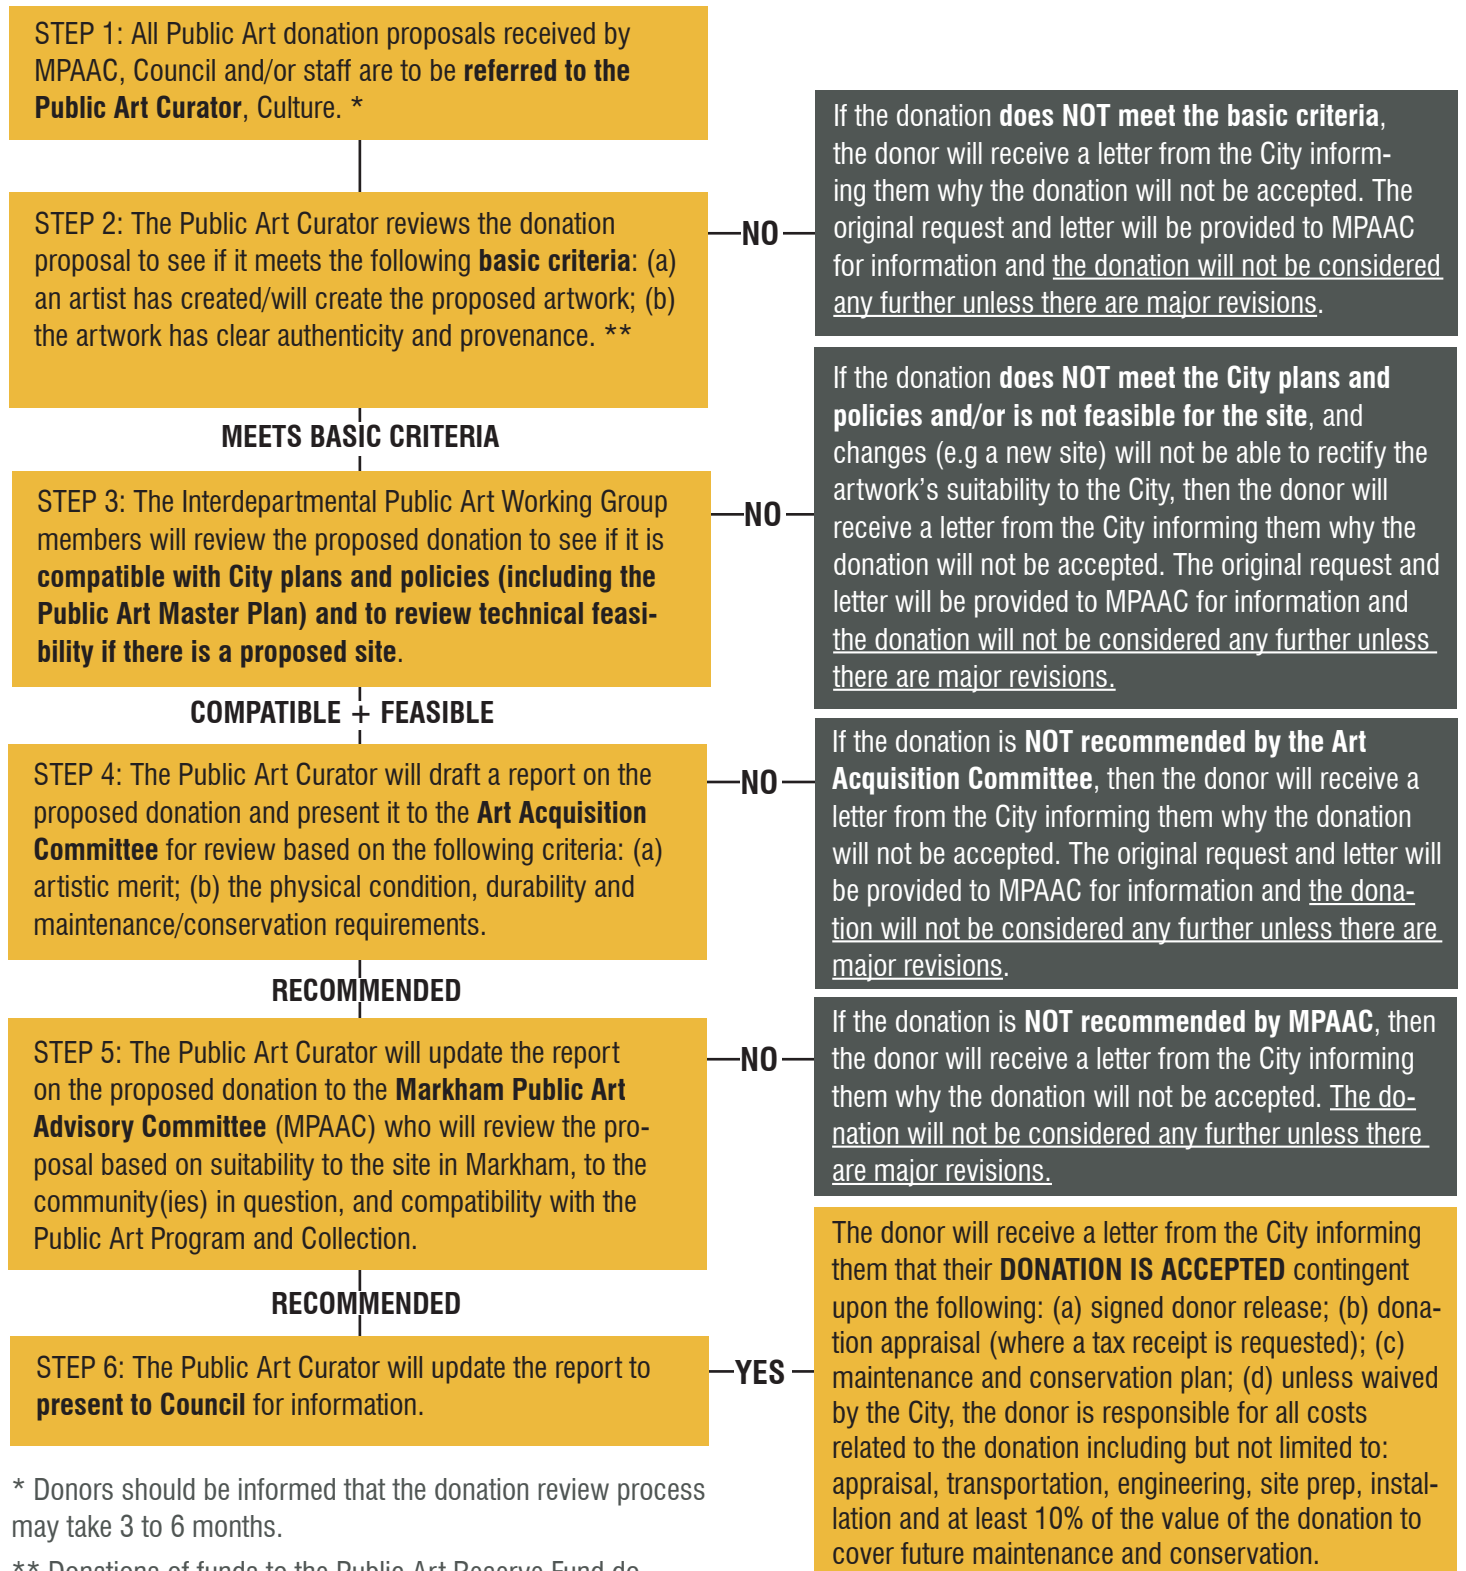 STEP 1: All Public Art donation proposals received by
MPAAC, Council and/or staff are to be referred to the
Public Art Curator, Culture. *
STEP 2: The Public Art Curator reviews the donation
proposal to see if it meets the following basic criteria: (a)
an artist has created/will create the proposed artwork; (b)
the artwork has clear authenticity and provenance. **
NO
If the donation does NOT meet the basic criteria,
the donor will receive a letter from the City inform-
ing them why the donation will not be accepted. The
original request and letter will be provided to MPAAC
for information and the donation will not be considered
any further unless there are major revisions.
MEETS BASIC CRITERIA
STEP 3: The Interdepartmental Public Art Working Group
members will review the proposed donation to see if it is
compatible with City plans and policies (including the
Public Art Master Plan) and to review technical feasi-
bility if there is a proposed site.
NO
If the donation does NOT meet the City plans and
policies and/or is not feasible for the site, and
changes (e.g a new site) will not be able to rectify the
artwork's suitability to the City, then the donor will
receive a letter from the City informing them why the
donation will not be accepted. The original request and
letter will be provided to MPAAC for information and
the donation will not be considered any further unless
there are major revisions.
COMPATIBLE + FEASIBLE
STEP 4: The Public Art Curator will draft a report on the
proposed donation and present it to the Art Acquisition
Committee for review based on the following criteria: (a)
artistic merit; (b) the physical condition, durability and
maintenance/conservation requirements.
NO
If the donation is NOT recommended by the Art
Acquisition Committee, then the donor will receive a
letter from the City informing them why the donation
will not be accepted. The original request and letter will
be provided to MPAAC for information and the dona-
tion will not be considered any further unless there are
major revisions.
RECOMMENDED
STEP 5: The Public Art Curator will update the report
on the proposed donation to the Markham Public Art
Advisory Committee (MPAAC) who will review the pro-
posal based on suitability to the site in Markham, to the
community(ies) in question, and compatibility with the
Public Art Program and Collection.
NO
If the donation is NOT recommended by MPAAC, then
the donor will receive a letter from the City informing
them why the donation will not be accepted. The do-
nation will not be considered any further unless there
are major revisions.
RECOMMENDED
STEP 6: The Public Art Curator will update the report to
present to Council for information.
YES
The donor will receive a letter from the City informing
them that their DONATION IS ACCEPTED contingent
upon the following: (a) signed donor release; (b) dona-
tion appraisal (where a tax receipt is requested); (c)
maintenance and conservation plan; (d) unless waived
by the City, the donor is responsible for all costs
related to the donation including but not limited to:
appraisal, transportation, engineering, site prep, instal-
lation and at least 10% of the value of the donation to
cover future maintenance and conservation.
* Donors should be informed that the donation review process
may take 3 to 6 months.
** Donations of funds to the Public Art Reserve Fund do